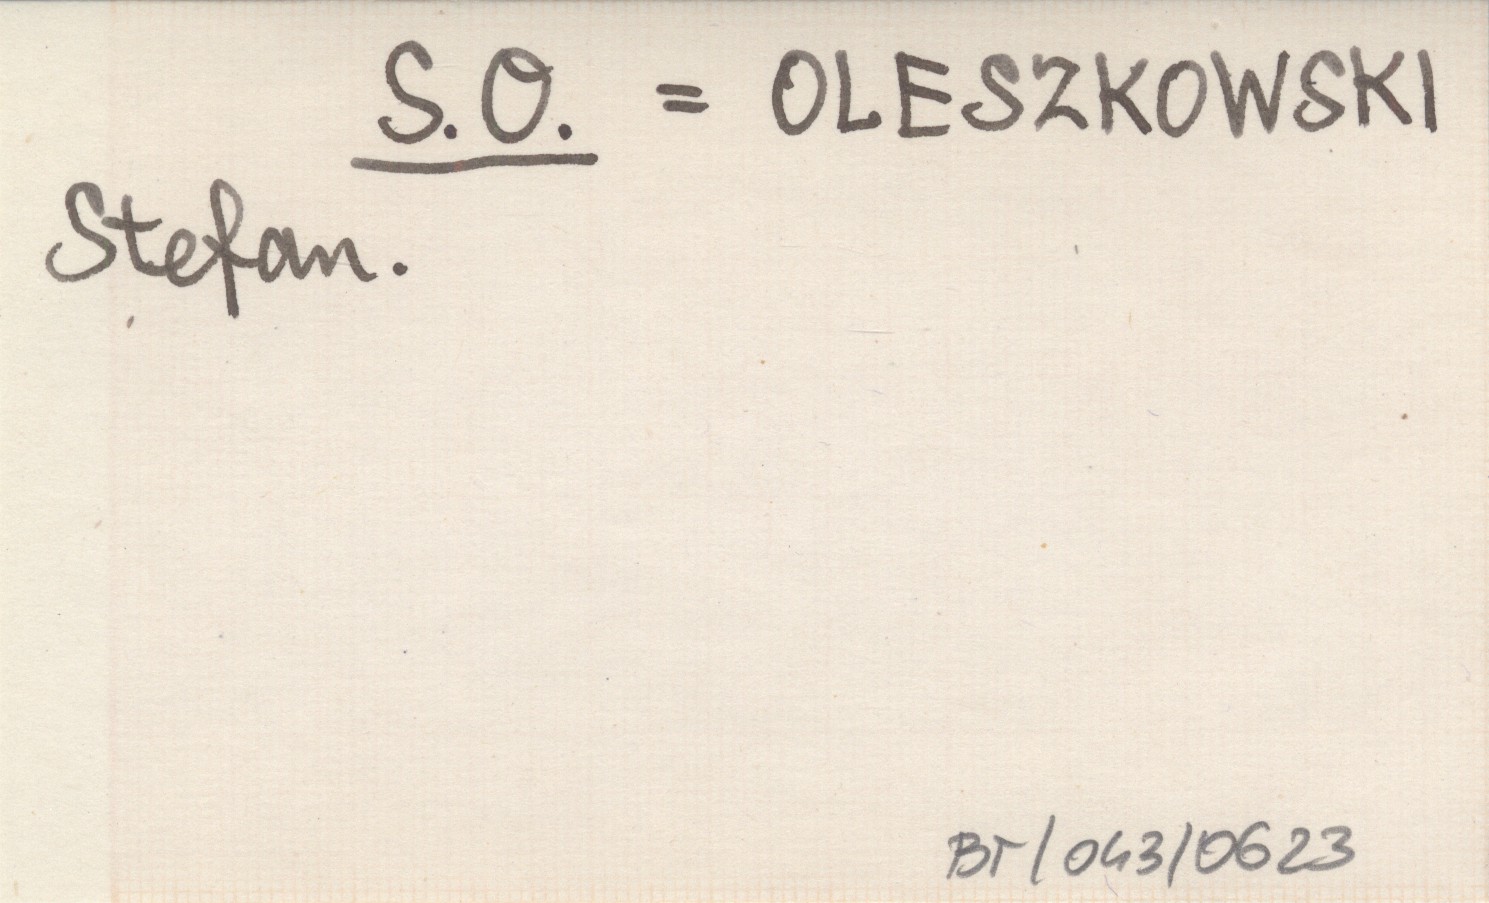 S.O. = OLESZKOWSKI
Stefan.
BT/043/0623